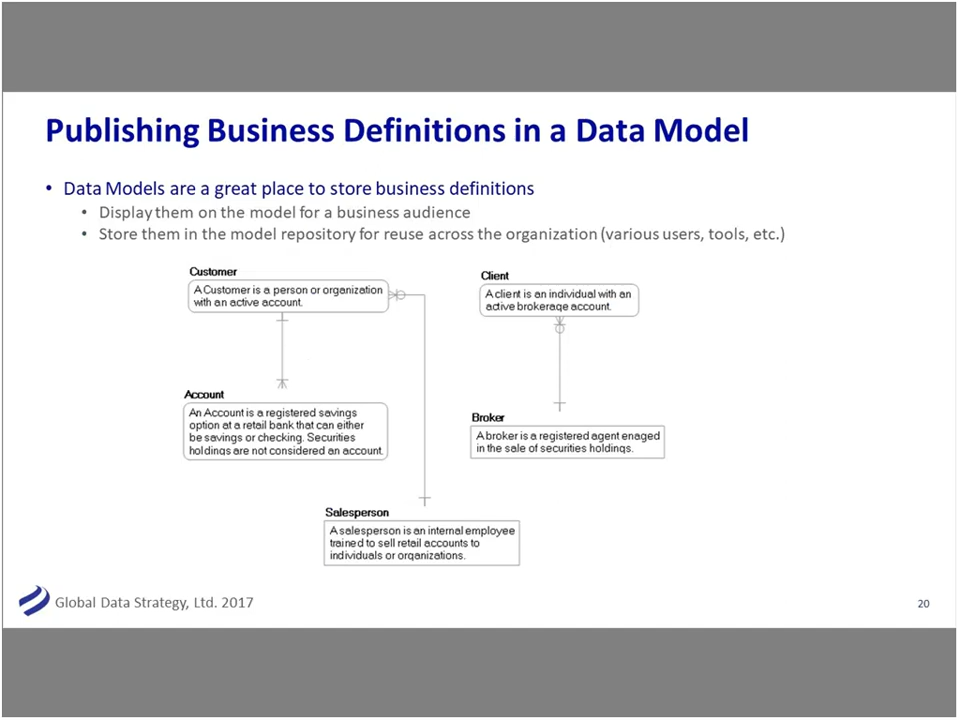 Publishing Business Definitions in a Data Model
• Data Models are a great place to store business definitions
• Display them on the model for a business audience
• Store them in the model repository for reuse across the organization (various users, tools, etc.)
Customer
A Customer is a person or organization
with an active account.
Client
A client is an individual with an
active brokerage account.
Account
An Account is a registered savings
option at a retail bank that can either
be savings or checking. Securities
holdings are not considered an account.
Broker
A broker is a registered agent enaged
in the sale of securities holdings.
Salesperson
A salesperson is an internal employee
trained to sell retail accounts to
individuals or organizations.
Global Data Strategy, Ltd. 2017
20